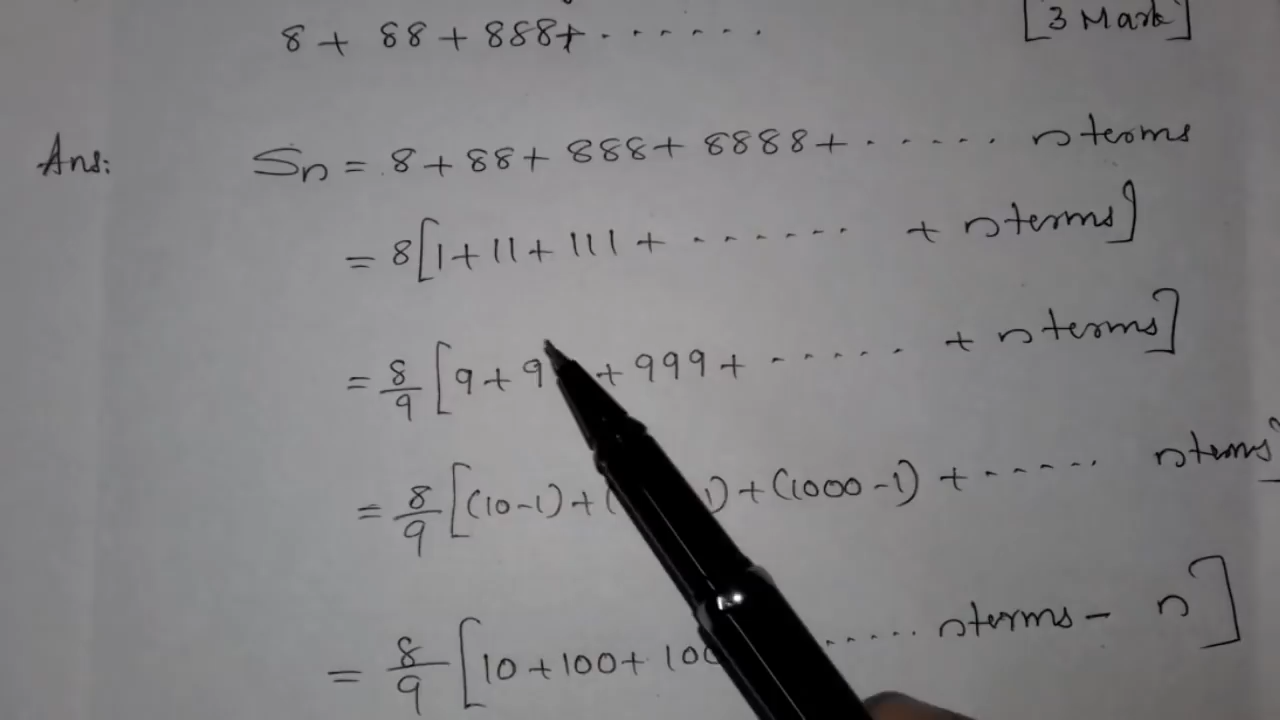 8 + 88 + 888 + ....... [3 Mark]
Ans: Sn = 8 + 88 + 888 + 8888 + ...... n terms
= 8[1 + 11 + 111 + ....... + n terms]
= 8/9 [9 + 9 + 999 + ...... + n terms]
= 8/9 [(10-1) + ( 1) + (1000-1) + ...... n terms
= 8/9 [10 + 100 + 100 ...... n terms - n]